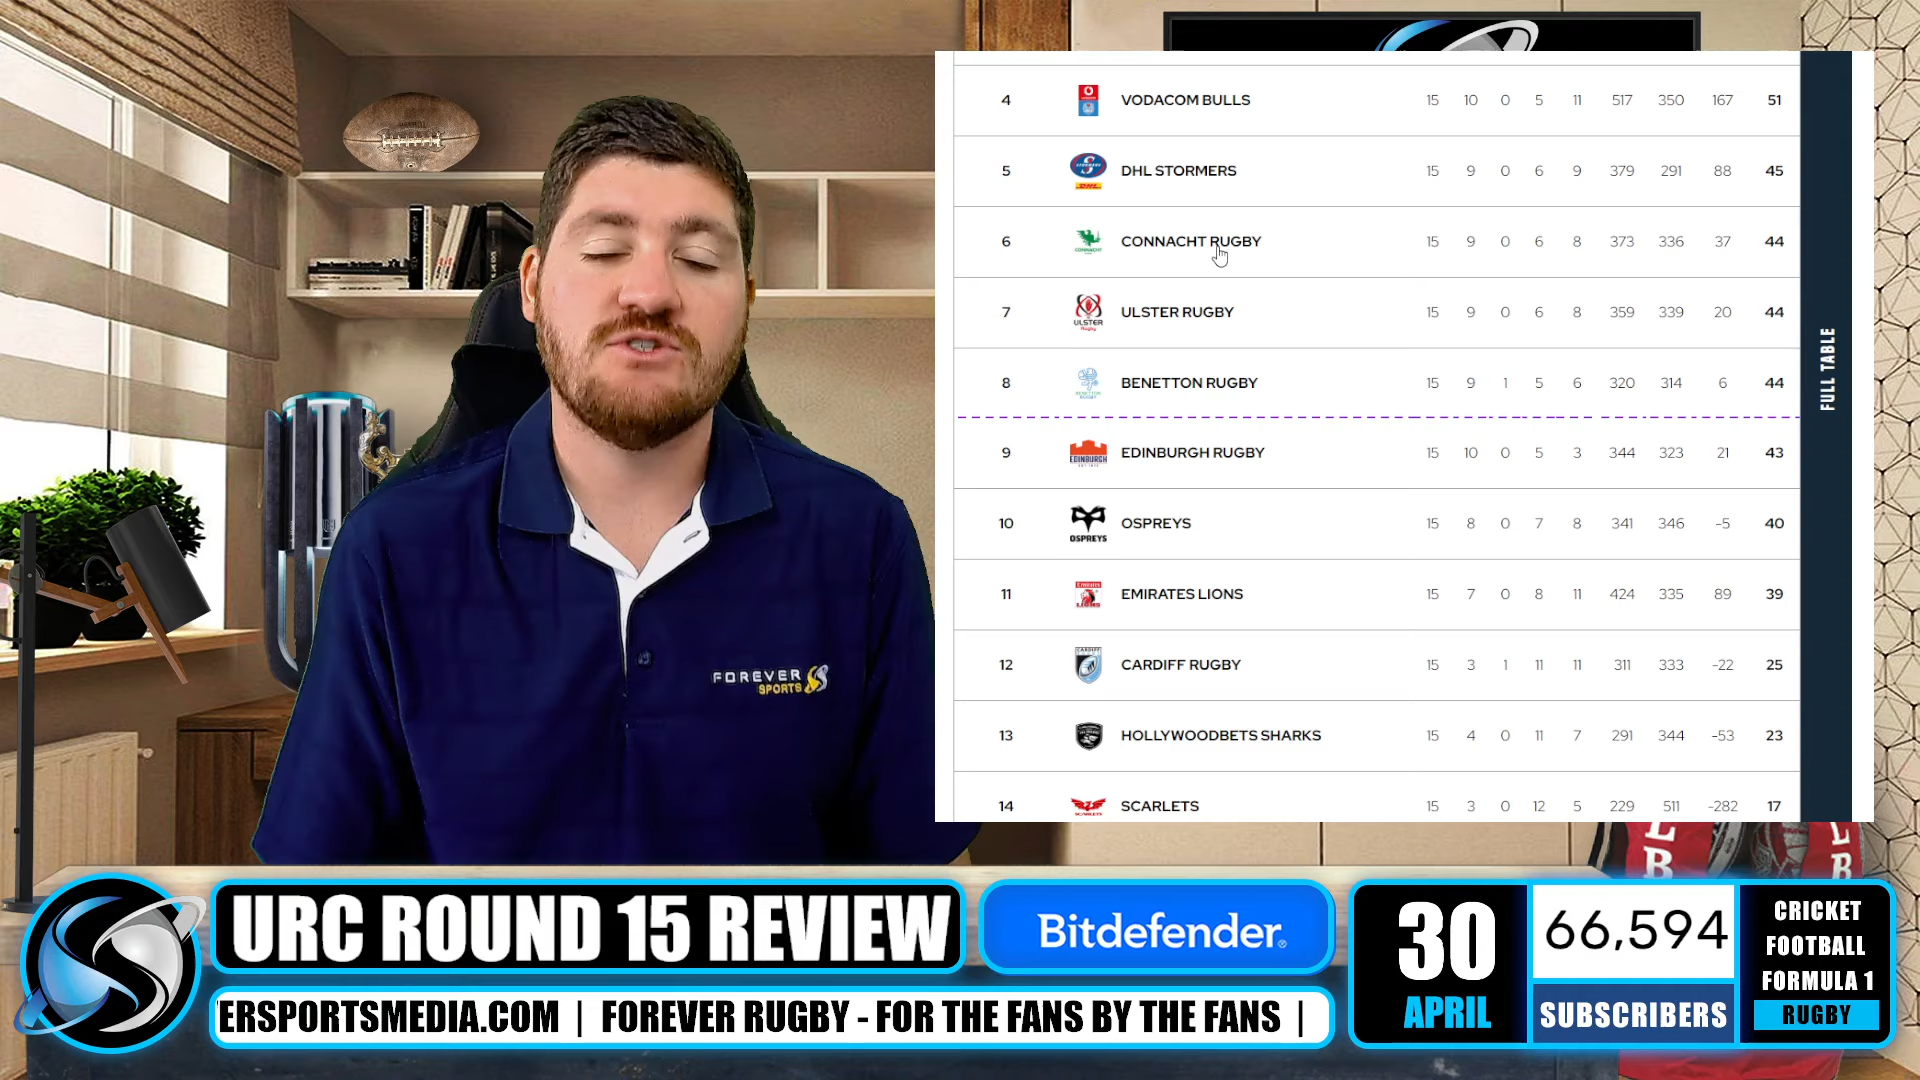 4 VODACOM BULLS 15 10 0 5 11 517 350 167 51
5 DHL STORMERS 15 9 0 6 9 379 291 88 45
6 CONNACHT RUGBY 15 9 0 6 8 373 336 37 44
7 ULSTER RUGBY 15 9 0 6 8 359 339 20 44
8 BENETTON RUGBY 15 9 1 5 6 320 314 6 44
9 EDINBURGH RUGBY 15 10 0 5 3 344 323 21 43
10 OSPREYS 15 8 0 7 8 341 346 -5 40
11 EMIRATES LIONS 15 7 0 8 11 424 335 89 39
12 CARDIFF RUGBY 15 3 1 11 11 311 333 -22 25
13 HOLLYWOODBETS SHARKS 15 4 0 11 7 291 344 -53 23
14 SCARLETS 15 3 0 12 5 229 511 -282 17
FULL TABLE
ULSTER
Rugby
EDINBURGH
OSPREYS
CARDIFF
FOREVER
SPORTS
L
B
L
B
URC ROUND 15 REVIEW
Bitdefender
ERSPORTSMEDIA.COM | FOREVER RUGBY - FOR THE FANS BY THE FANS |
30
APRIL
66,594
SUBSCRIBERS
CRICKET
FOOTBALL
FORMULA 1
RUGBY